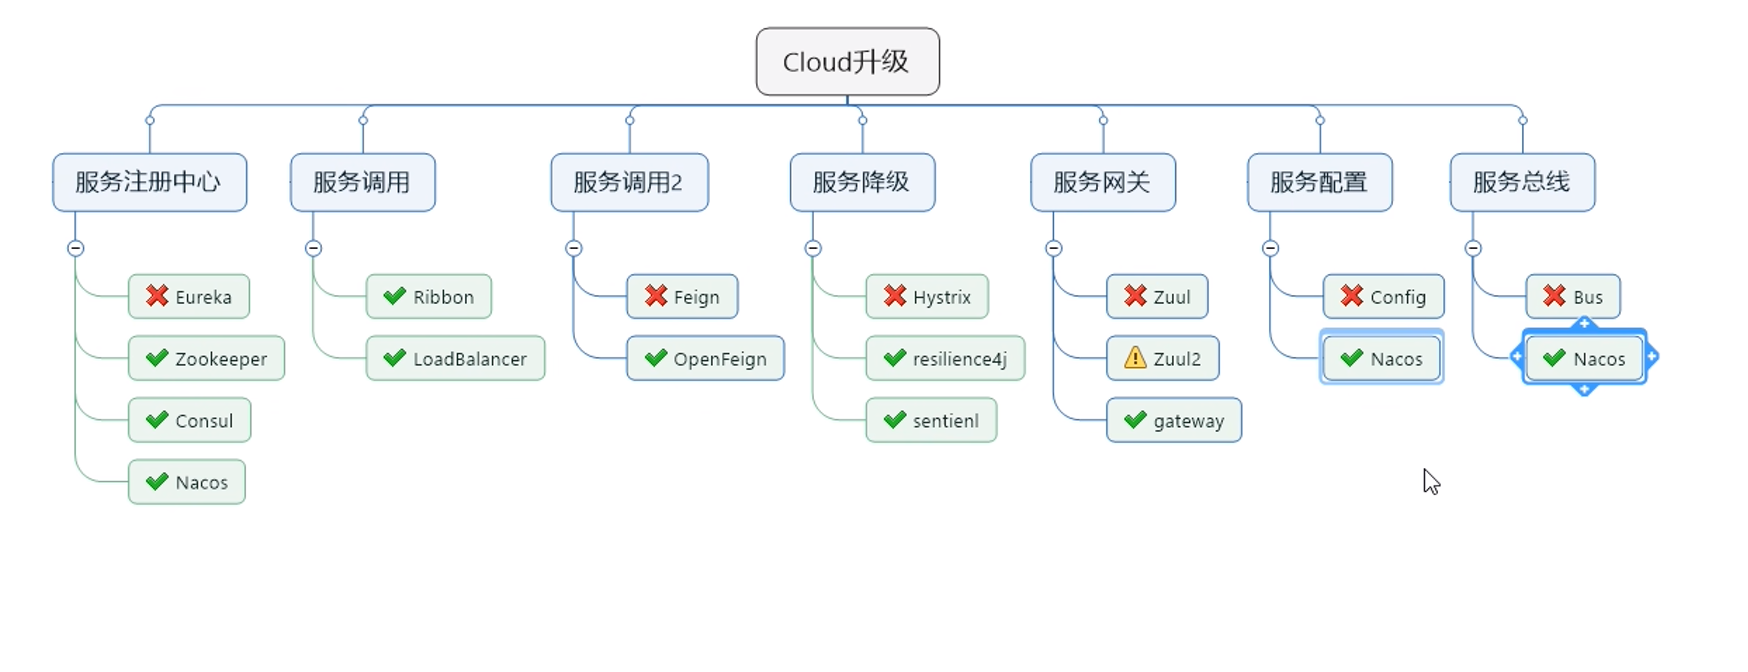 Cloud升级
服务注册中心
服务调用
服务调用2
服务降级
服务网关
服务配置
服务总线
Eureka
Zookeeper
Consul
Nacos
Ribbon
LoadBalancer
Feign
OpenFeign
Hystrix
resilience4j
sentienl
Zuul
Zuul2
gateway
Config
Nacos
Bus
Nacos